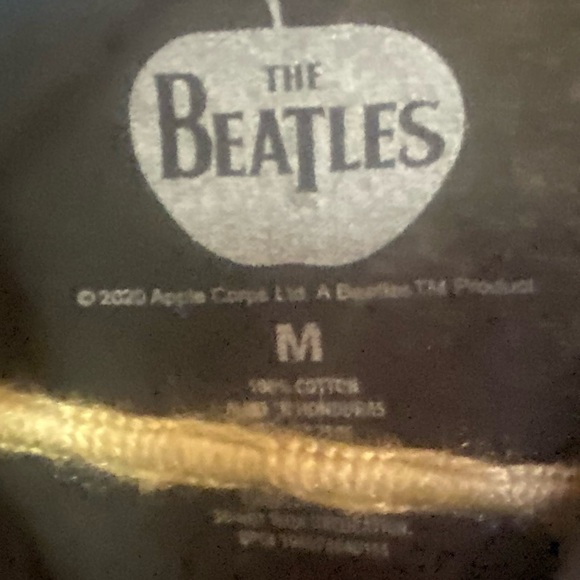 THE
BEATLES
© 2020 Apple Corps Ltd. A Beatles TM Product
M
100% COTTON
MADE IN HONDURAS